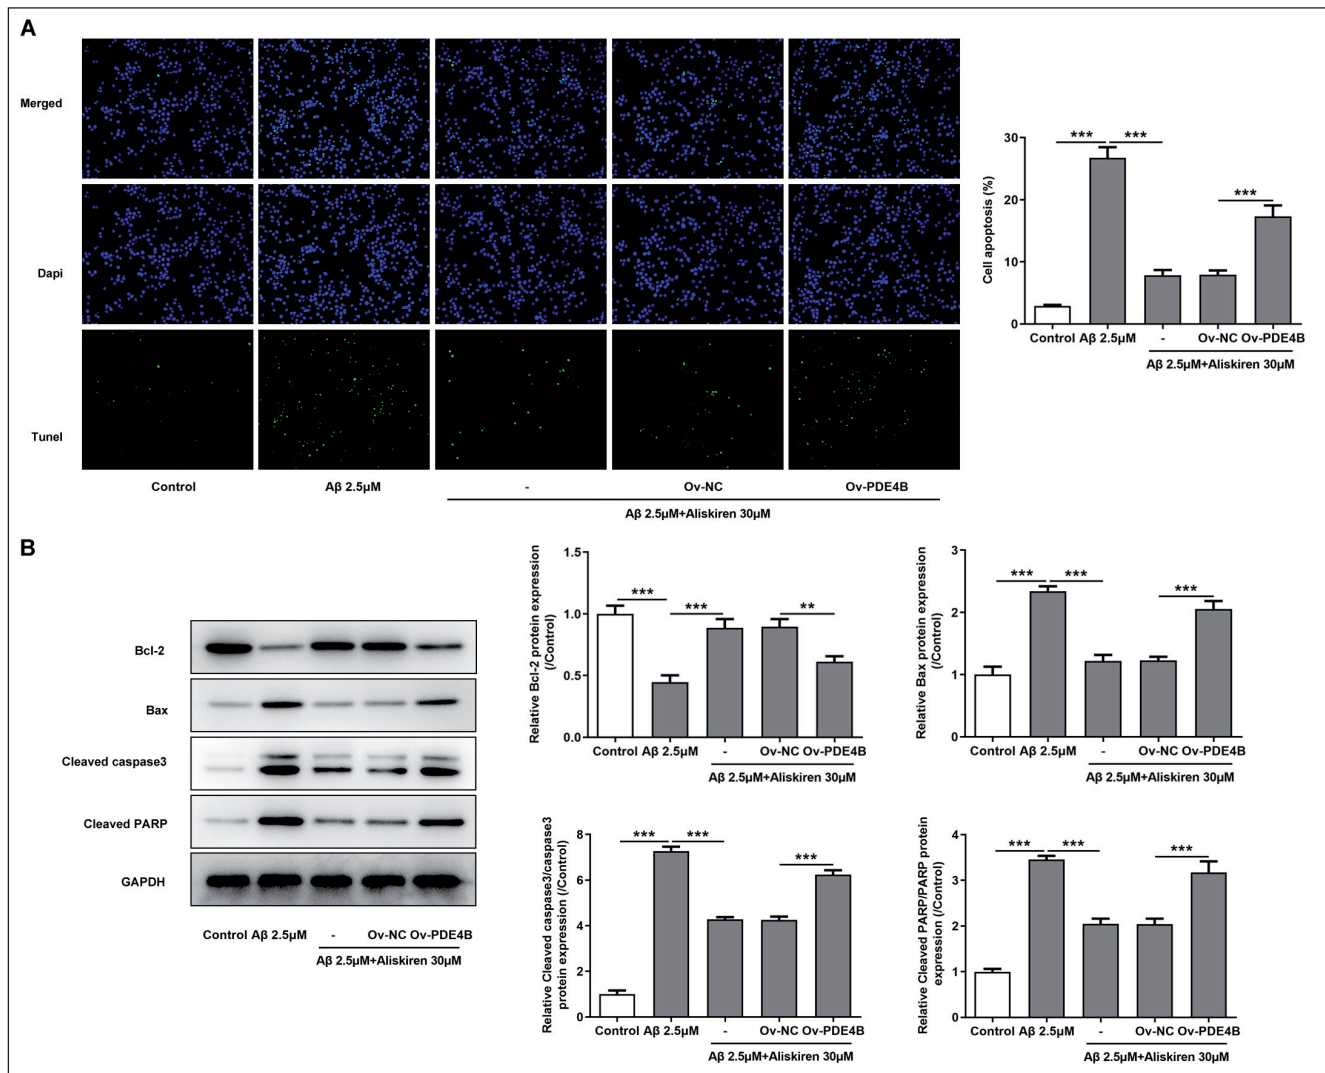 A
Merged
Dapi
Tunel
Control Aβ 2.5μM - Ov-NC Ov-PDE4B
Aβ 2.5μM+Aliskiren 30μM
Cell apoptosis (%)
30
20
10
0
*** *** ***
Control Aβ 2.5μM - Ov-NC Ov-PDE4B
Aβ 2.5μM+Aliskiren 30μM
B
Bcl-2
Bax
Cleaved caspase3
Cleaved PARP
GAPDH
Control Aβ 2.5μM - Ov-NC Ov-PDE4B
Aβ 2.5μM+Aliskiren 30μM
Relative Bcl-2 protein expression
(/Control)
1.5
1.0
0.5
0.0
*** *** **
Control Aβ 2.5μM - Ov-NC Ov-PDE4B
Aβ 2.5μM+Aliskiren 30μM
Relative Bax protein expression
(/Control)
3
2
1
0
*** *** ***
Control Aβ 2.5μM - Ov-NC Ov-PDE4B
Aβ 2.5μM+Aliskiren 30μM
Relative Cleaved caspase3/caspase3
protein expression (/Control)
8
6
4
2
0
*** *** ***
Control Aβ 2.5μM - Ov-NC Ov-PDE4B
Aβ 2.5μM+Aliskiren 30μM
Relative Cleaved PARP/PARP protein
expression (/Control)
4
3
2
1
0
*** *** ***
Control Aβ 2.5μM - Ov-NC Ov-PDE4B
Aβ 2.5μM+Aliskiren 30μM